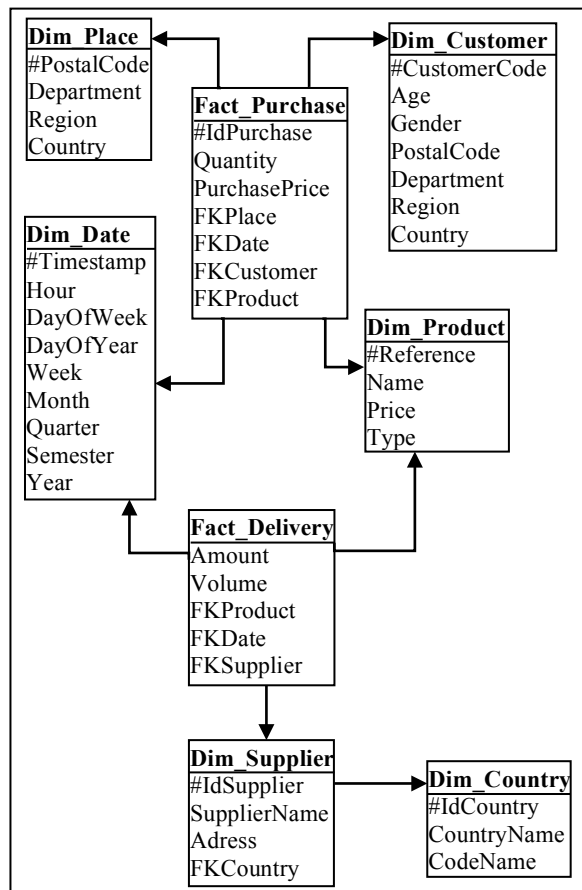 Dim_Place
#PostalCode
Department
Region
Country
Dim_Customer
#CustomerCode
Age
Gender
PostalCode
Department
Region
Country
Fact_Purchase
#IdPurchase
Quantity
PurchasePrice
FKPlace
FKDate
FKCustomer
FKProduct
Dim_Date
#Timestamp
Hour
DayOfWeek
DayOfYear
Week
Month
Quarter
Semester
Year
Dim_Product
#Reference
Name
Price
Type
Fact_Delivery
Amount
Volume
FKProduct
FKDate
FKSupplier
Dim_Supplier
#IdSupplier
SupplierName
Adress
FKCountry
Dim_Country
#IdCountry
CountryName
CodeName